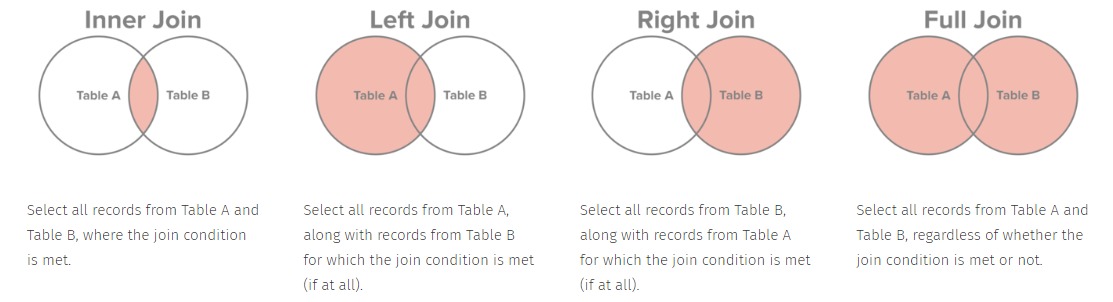 Inner Join
Table A
Table B
Select all records from Table A and
Table B, where the join condition
is met.
Left Join
Table A
Table B
Select all records from Table A,
along with records from Table B
for which the join condition is met
(if at all).
Right Join
Table A
Table B
Select all records from Table B,
along with records from Table A
for which the join condition is met
(if at all).
Full Join
Table A
Table B
Select all records from Table A and
Table B, regardless of whether the
join condition is met or not.